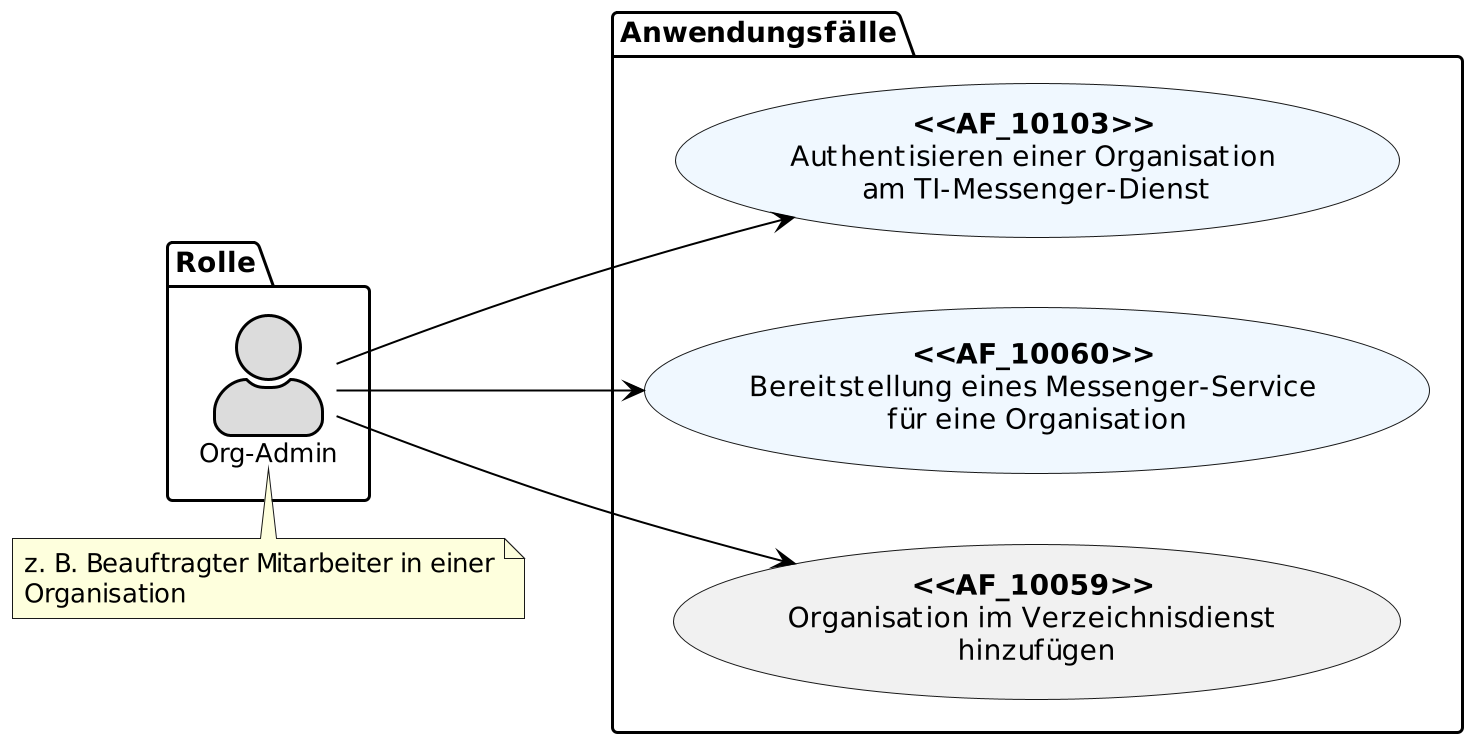 Anwendungsfälle
<<AF_10103>>
Authentisieren einer Organisation
am TI-Messenger-Dienst
Rolle
Org-Admin
<<AF_10060>>
Bereitstellung eines Messenger-Service
für eine Organisation
z. B. Beauftragter Mitarbeiter in einer
Organisation
<<AF_10059>>
Organisation im Verzeichnisdienst
hinzufügen